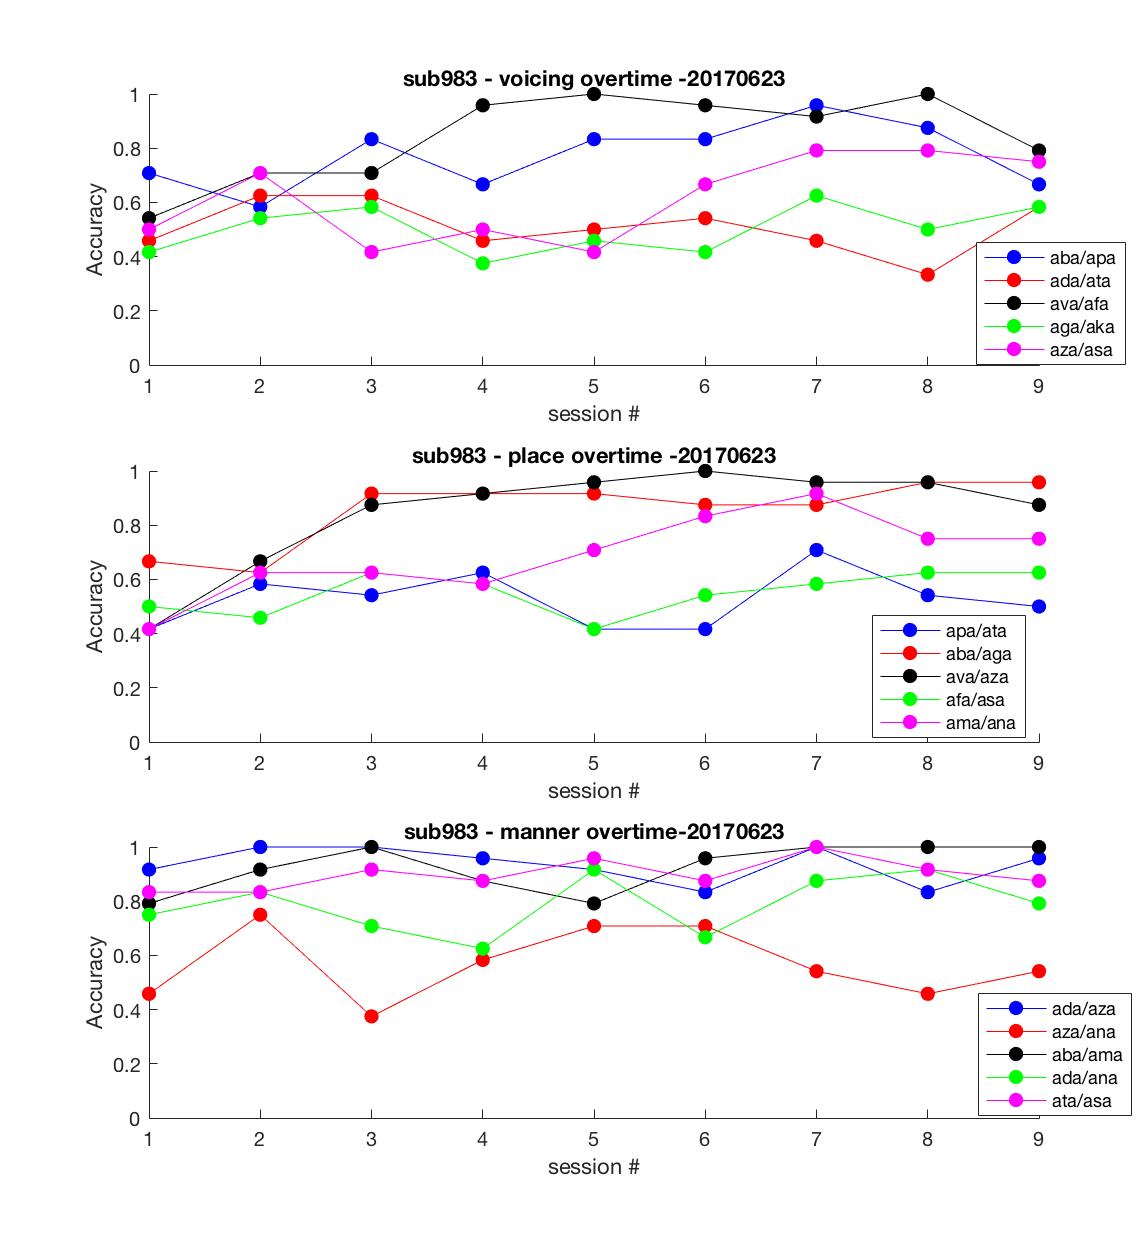 sub983 - voicing overtime -20170623
1
0.8
0.6
0.4
0.2
0
Accuracy
1 2 3 4 5 6 7 8 9
session #
aba/apa
ada/ata
ava/afa
aga/aka
aza/asa
sub983 - place overtime -20170623
1
0.8
0.6
0.4
0.2
0
Accuracy
1 2 3 4 5 6 7 8 9
session #
apa/ata
aba/aga
ava/aza
afa/asa
ama/ana
sub983 - manner overtime-20170623
1
0.8
0.6
0.4
0.2
0
Accuracy
1 2 3 4 5 6 7 8 9
session #
ada/aza
aza/ana
aba/ama
ada/ana
ata/asa